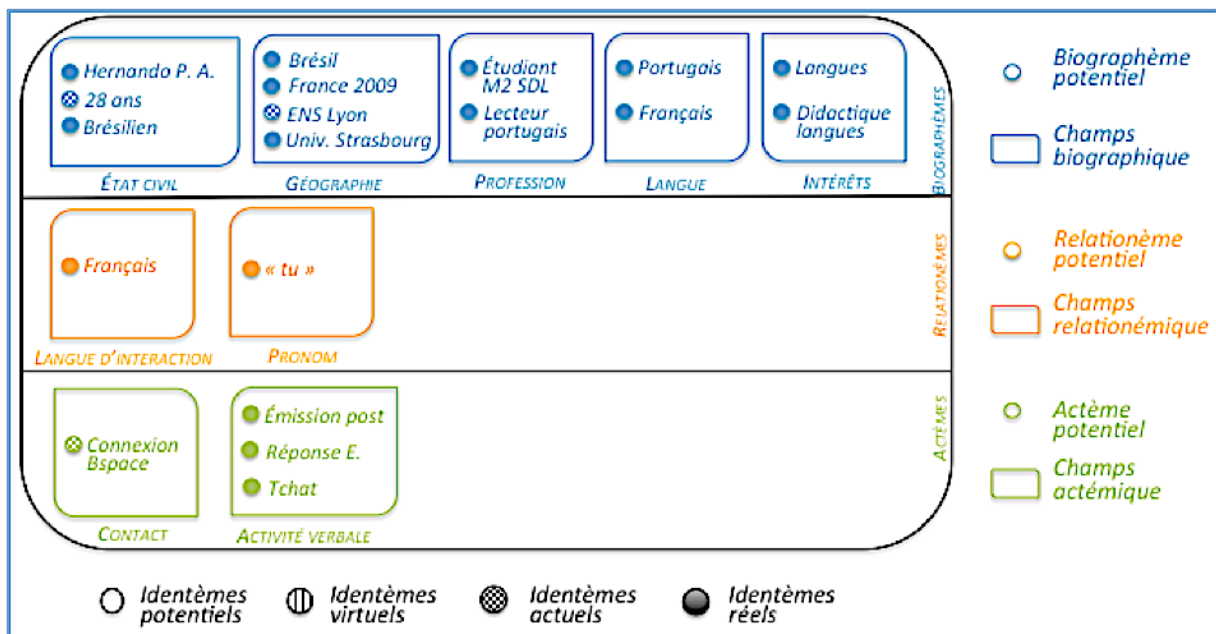 Hernando P. A.
28 ans
Brésilien
ÉTAT CIVIL
Brésil
France 2009
ENS Lyon
Univ. Strasbourg
GÉOGRAPHIE
Étudiant
M2 SDL
Lecteur
portugais
PROFESSION
Portugais
Français
LANGUE
Langues
Didactique
langues
INTÉRÊTS
BIOGRAPHÈMES
Biographème
potentiel
Champs
biographique
Français
LANGUE D'INTERACTION
« tu »
PRONOM
RELATIONÈMES
Relationème
potentiel
Champs
relationémique
Connexion
Bspace
CONTACT
Émission post
Réponse E.
Tchat
ACTIVITÉ VERBALE
ACTÈMES
Actème
potentiel
Champs
actémique
Identèmes
potentiels
Identèmes
virtuels
Identèmes
actuels
Identèmes
réels